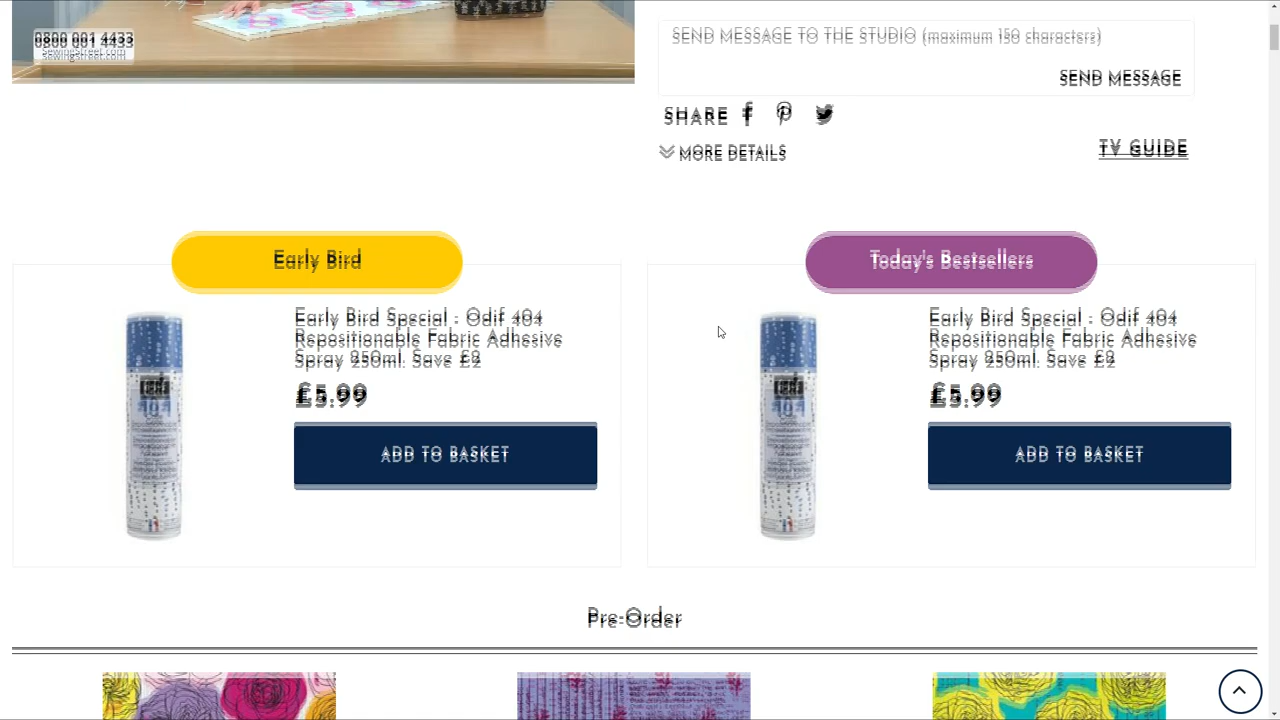 0800 001 4433
sewingstreet.com
SEND MESSAGE TO THE STUDIO (maximum 150 characters)
SEND MESSAGE
SHARE
MORE DETAILS
TV GUIDE
Early Bird
Early Bird Special : Odif 404
Repositionable Fabric Adhesive
Spray 250ml. Save £2
£5.99
ADD TO BASKET
Today's Bestsellers
Early Bird Special : Odif 404
Repositionable Fabric Adhesive
Spray 250ml. Save £2
£5.99
ADD TO BASKET
Pre-Order